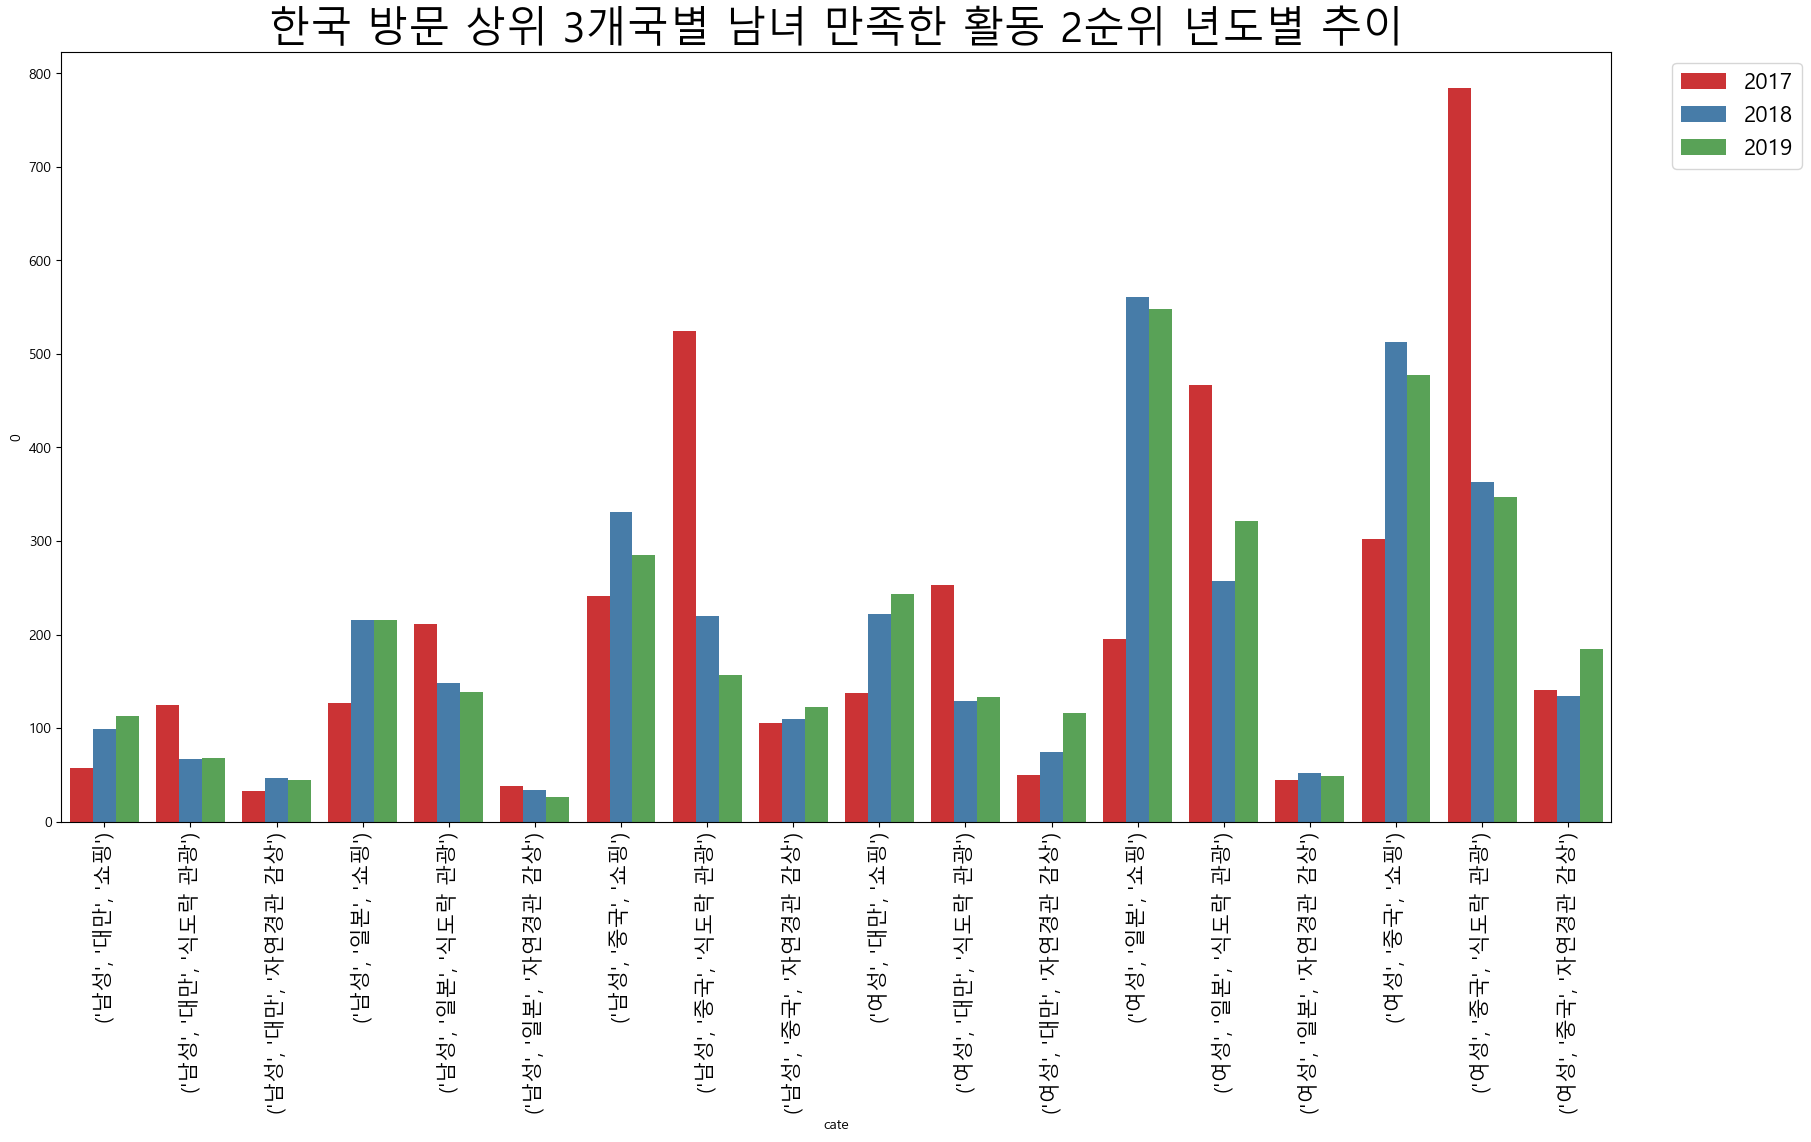 한국 방문 상위 3개국별 남녀 만족한 활동 2순위 년도별 추이
2017
2018
2019
800
700
600
500
400
300
200
100
0
0
('남성', '대만', '쇼핑')
('남성', '대만', '식도락 관광')
('남성', '대만', '자연경관 감상')
('남성', '일본', '쇼핑')
('남성', '일본', '식도락 관광')
('남성', '일본', '자연경관 감상')
('남성', '중국', '쇼핑')
('남성', '중국', '식도락 관광')
('남성', '중국', '자연경관 감상')
('여성', '대만', '쇼핑')
('여성', '대만', '식도락 관광')
('여성', '대만', '자연경관 감상')
('여성', '일본', '쇼핑')
('여성', '일본', '식도락 관광')
('여성', '일본', '자연경관 감상')
('여성', '중국', '쇼핑')
('여성', '중국', '식도락 관광')
('여성', '중국', '자연경관 감상')
cate